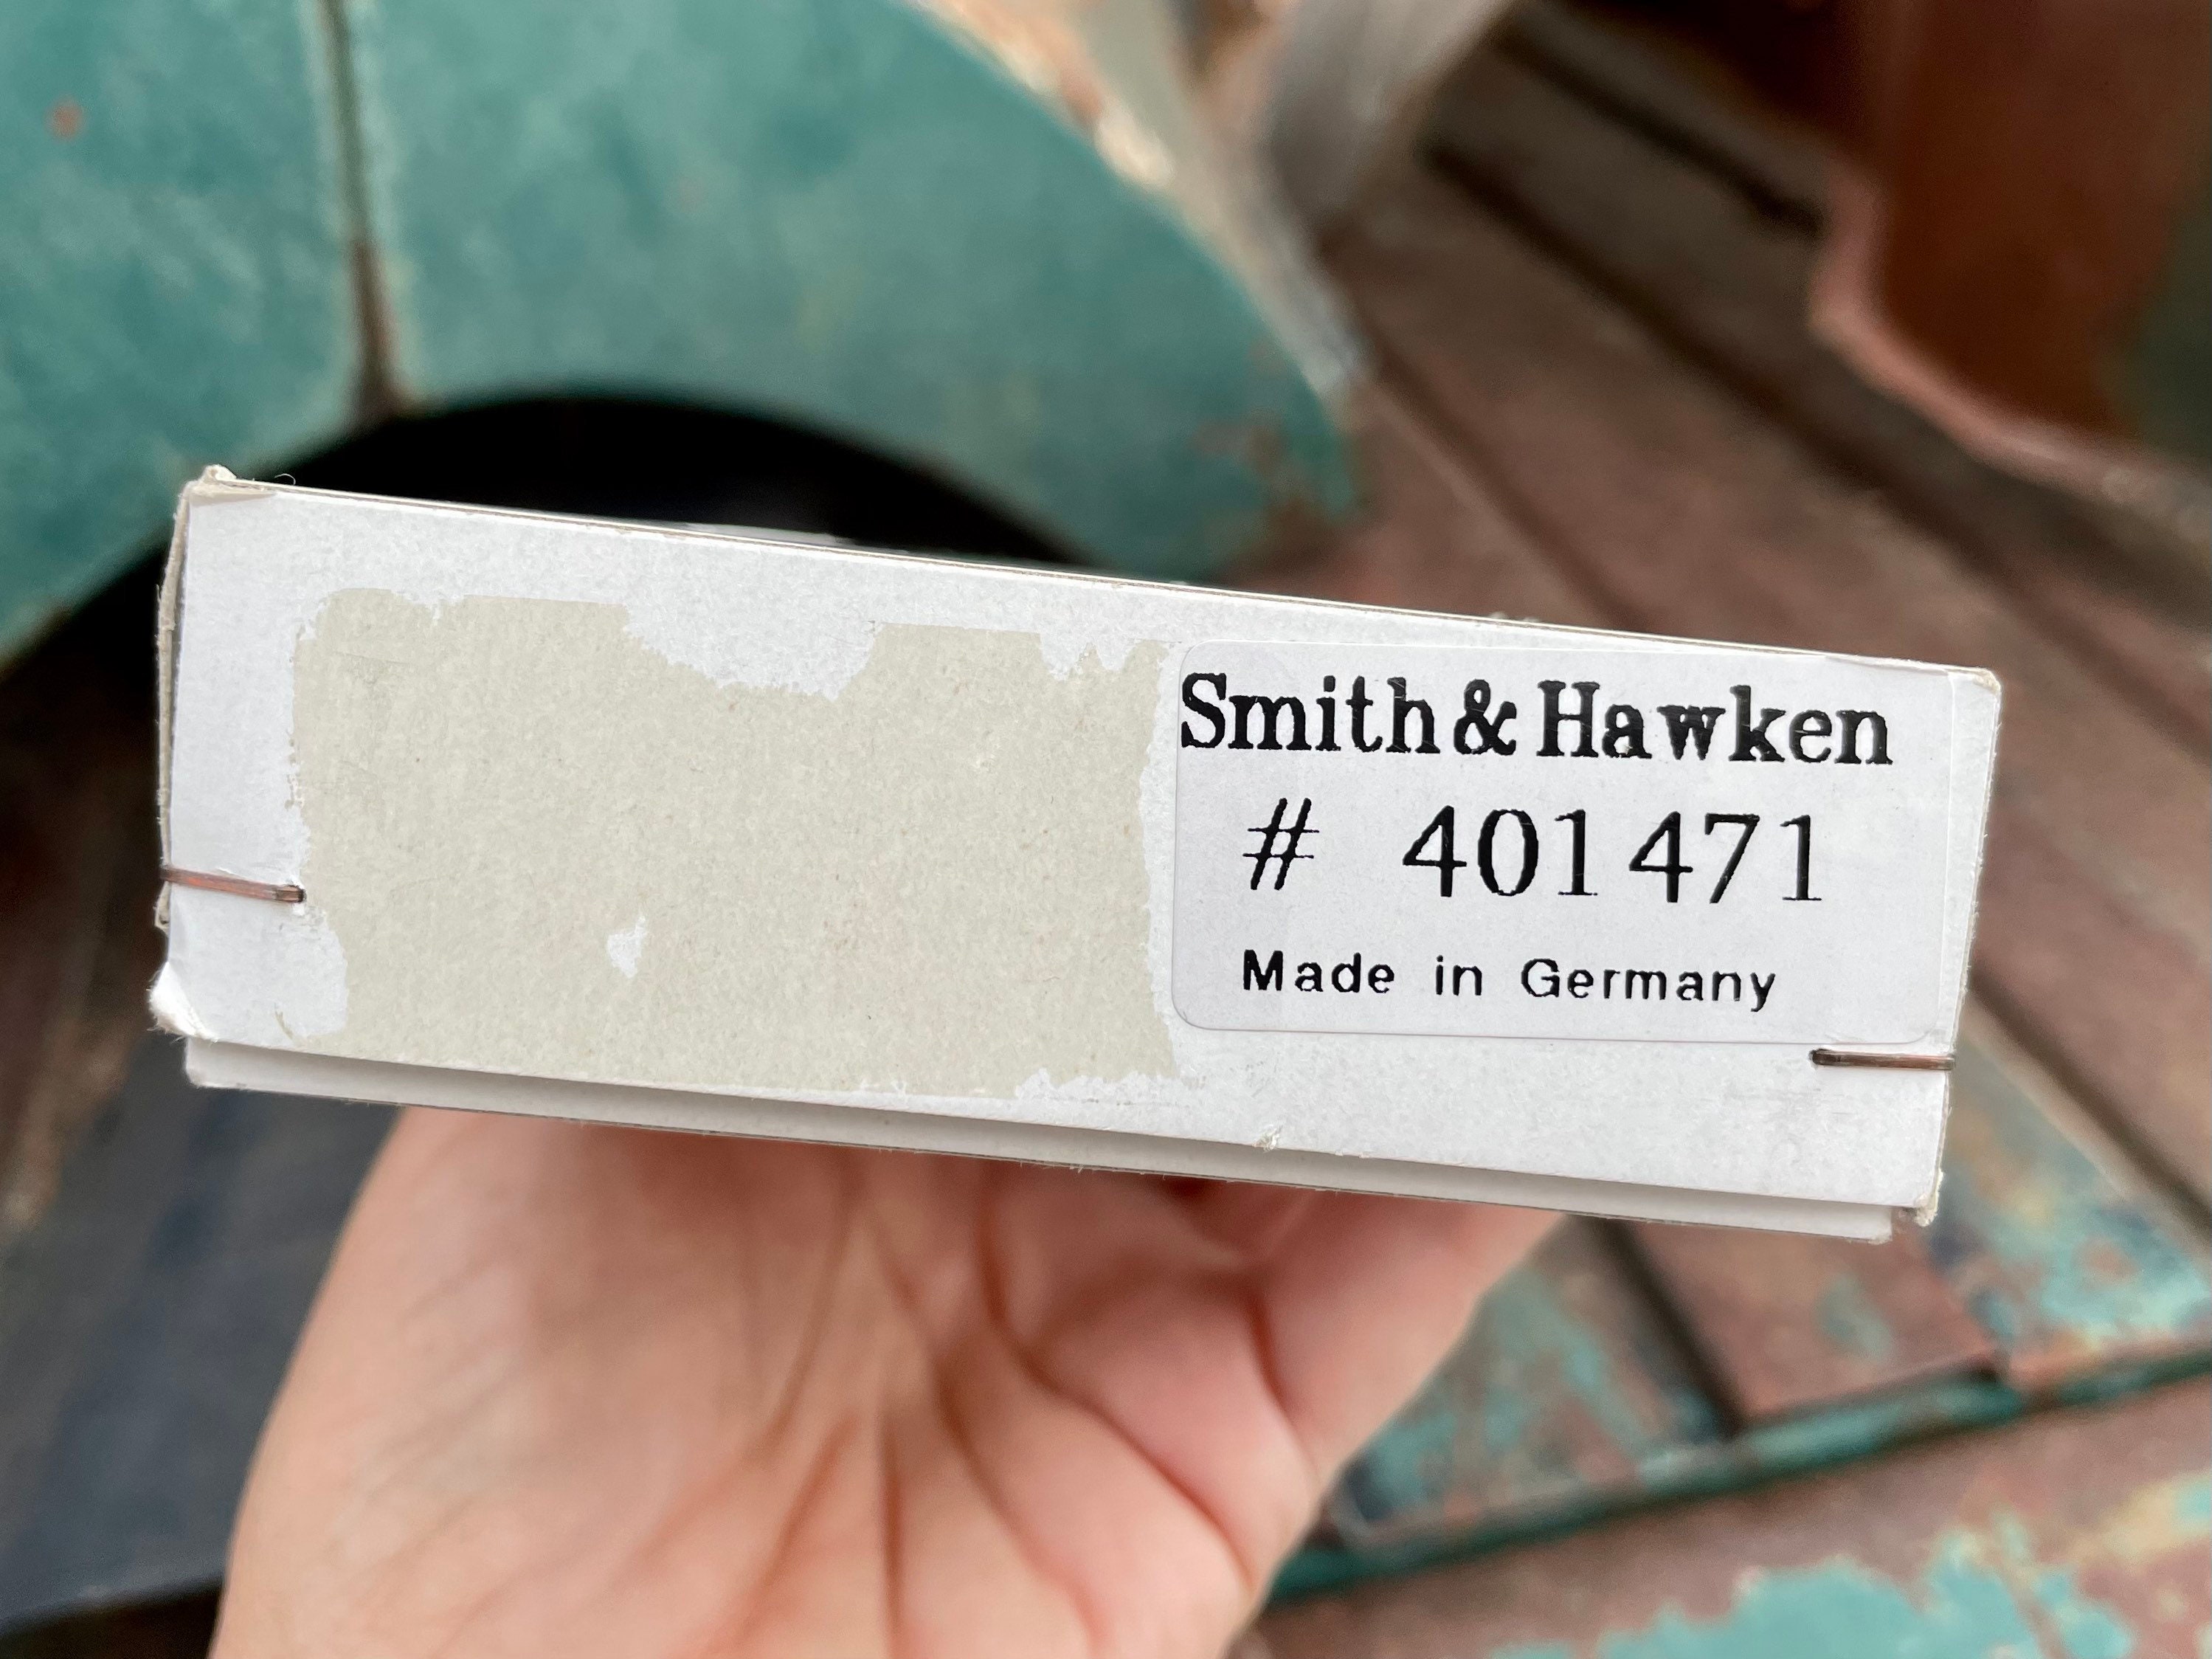 Smith & Hawken
# 401471
Made in Germany